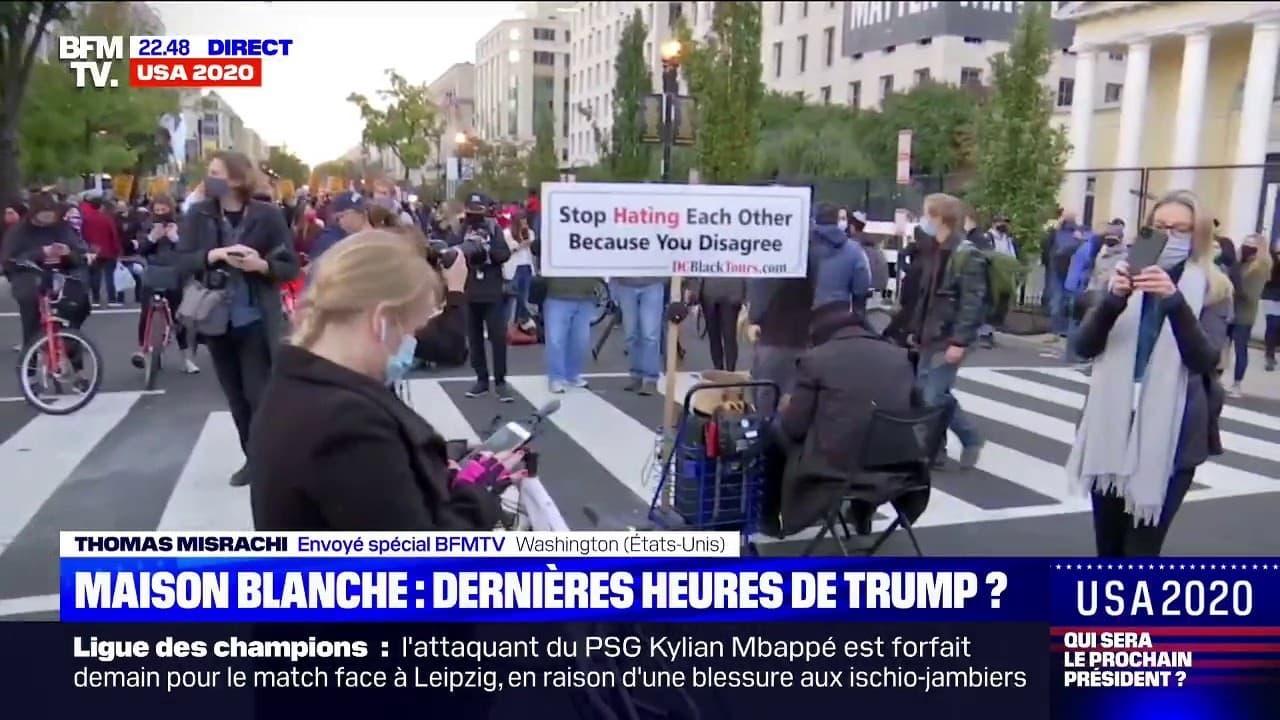 BFM
TV.
22.48 DIRECT
USA 2020
MATTER
Stop Hating Each Other
Because You Disagree
DCBlackTours.com
THOMAS MISRACHI Envoyé spécial BFMTV Washington (États-Unis)
MAISON BLANCHE : DERNIÈRES HEURES DE TRUMP ?
USA 2020
Ligue des champions : l'attaquant du PSG Kylian Mbappé est forfait
demain pour le match face à Leipzig, en raison d'une blessure aux ischio-jambiers
QUI SERA
LE PROCHAIN
PRÉSIDENT ?